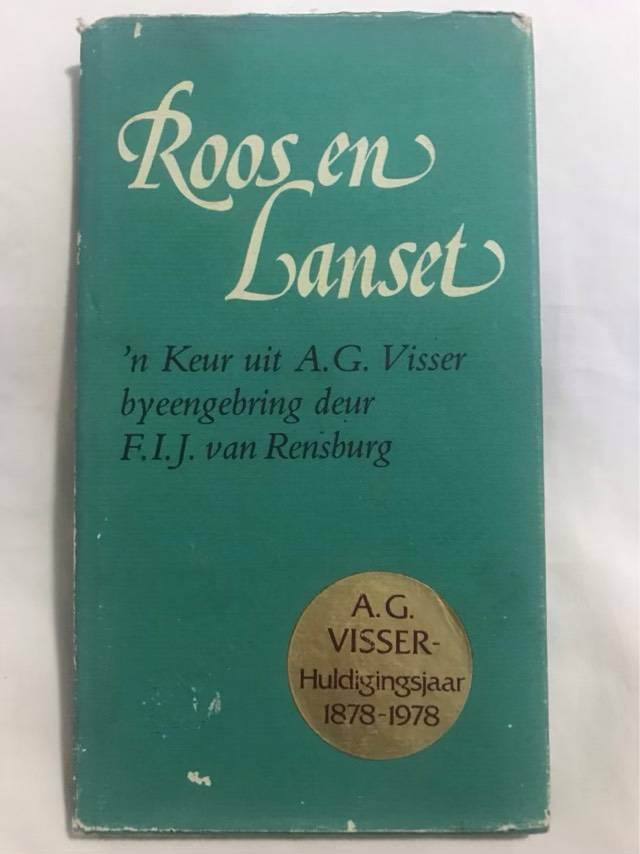 Roos en
Lanset
'n Keur uit A.G. Visser
byeengebring deur
F.I.J. van Rensburg
A.G.
VISSER-
Huldigingsjaar
1878-1978